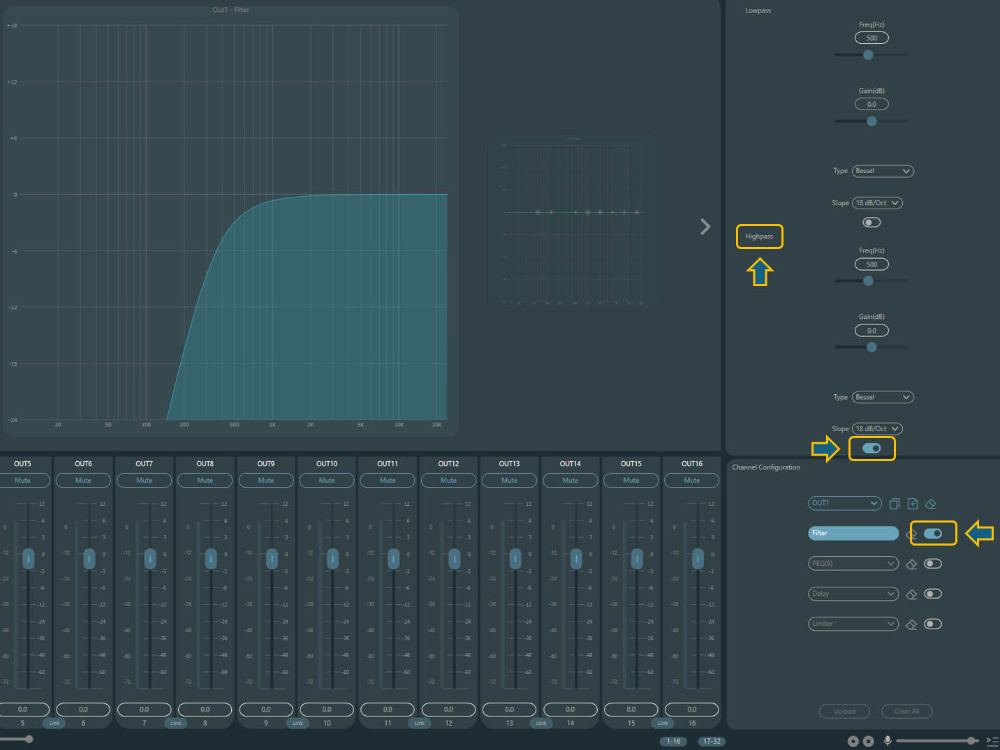 Out1 - Filter
+18
+12
+6
0
-6
-12
-18
-24
20 50 100 200 500 1K 2K 5K 10K 20K
Lowpass
Freq(Hz)
500
Gain(dB)
0.0
Type Bessel
Slope 18 dB/Oct
Highpass
Freq(Hz)
500
Gain(dB)
0.0
Type Bessel
Slope 18 dB/Oct
OUT5 OUT6 OUT7 OUT8 OUT9 OUT10 OUT11 OUT12 OUT13 OUT14 OUT15 OUT16
Mute Mute Mute Mute Mute Mute Mute Mute Mute Mute Mute Mute
12 12 12 12 12 12 12 12 12 12 12 12
0 6 0 6 0 6 0 6 0 6 0 6 0 6 0 6 0 6 0 6 0 6 0 6
3 3 3 3 3 3 3 3 3 3 3 3
-12 0 -12 0 -12 0 -12 0 -12 0 -12 0 -12 0 -12 0 -12 0 -12 0 -12 0 -12 0
-3 -3 -3 -3 -3 -3 -3 -3 -3 -3 -3 -3
-24 -6 -24 -6 -24 -6 -24 -6 -24 -6 -24 -6 -24 -6 -24 -6 -24 -6 -24 -6 -24 -6 -24 -6
-36 -12 -36 -12 -36 -12 -36 -12 -36 -12 -36 -12 -36 -12 -36 -12 -36 -12 -36 -12 -36 -12 -36 -12
-24 -24 -24 -24 -24 -24 -24 -24 -24 -24 -24 -24
-48 -36 -48 -36 -48 -36 -48 -36 -48 -36 -48 -36 -48 -36 -48 -36 -48 -36 -48 -36 -48 -36 -48 -36
-60 -48 -60 -48 -60 -48 -60 -48 -60 -48 -60 -48 -60 -48 -60 -48 -60 -48 -60 -48 -60 -48 -60 -48
-72 -60 -72 -60 -72 -60 -72 -60 -72 -60 -72 -60 -72 -60 -72 -60 -72 -60 -72 -60 -72 -60 -72 -60
0.0 0.0 0.0 0.0 0.0 0.0 0.0 0.0 0.0 0.0 0.0 0.0
5 Link 6 7 Link 8 9 Link 10 11 Link 12 13 Link 14 15 Link 16
1-16 17-32
Channel Configuration
OUT1
Filter
PEQ(8)
Delay
Limiter
Upload Clear All